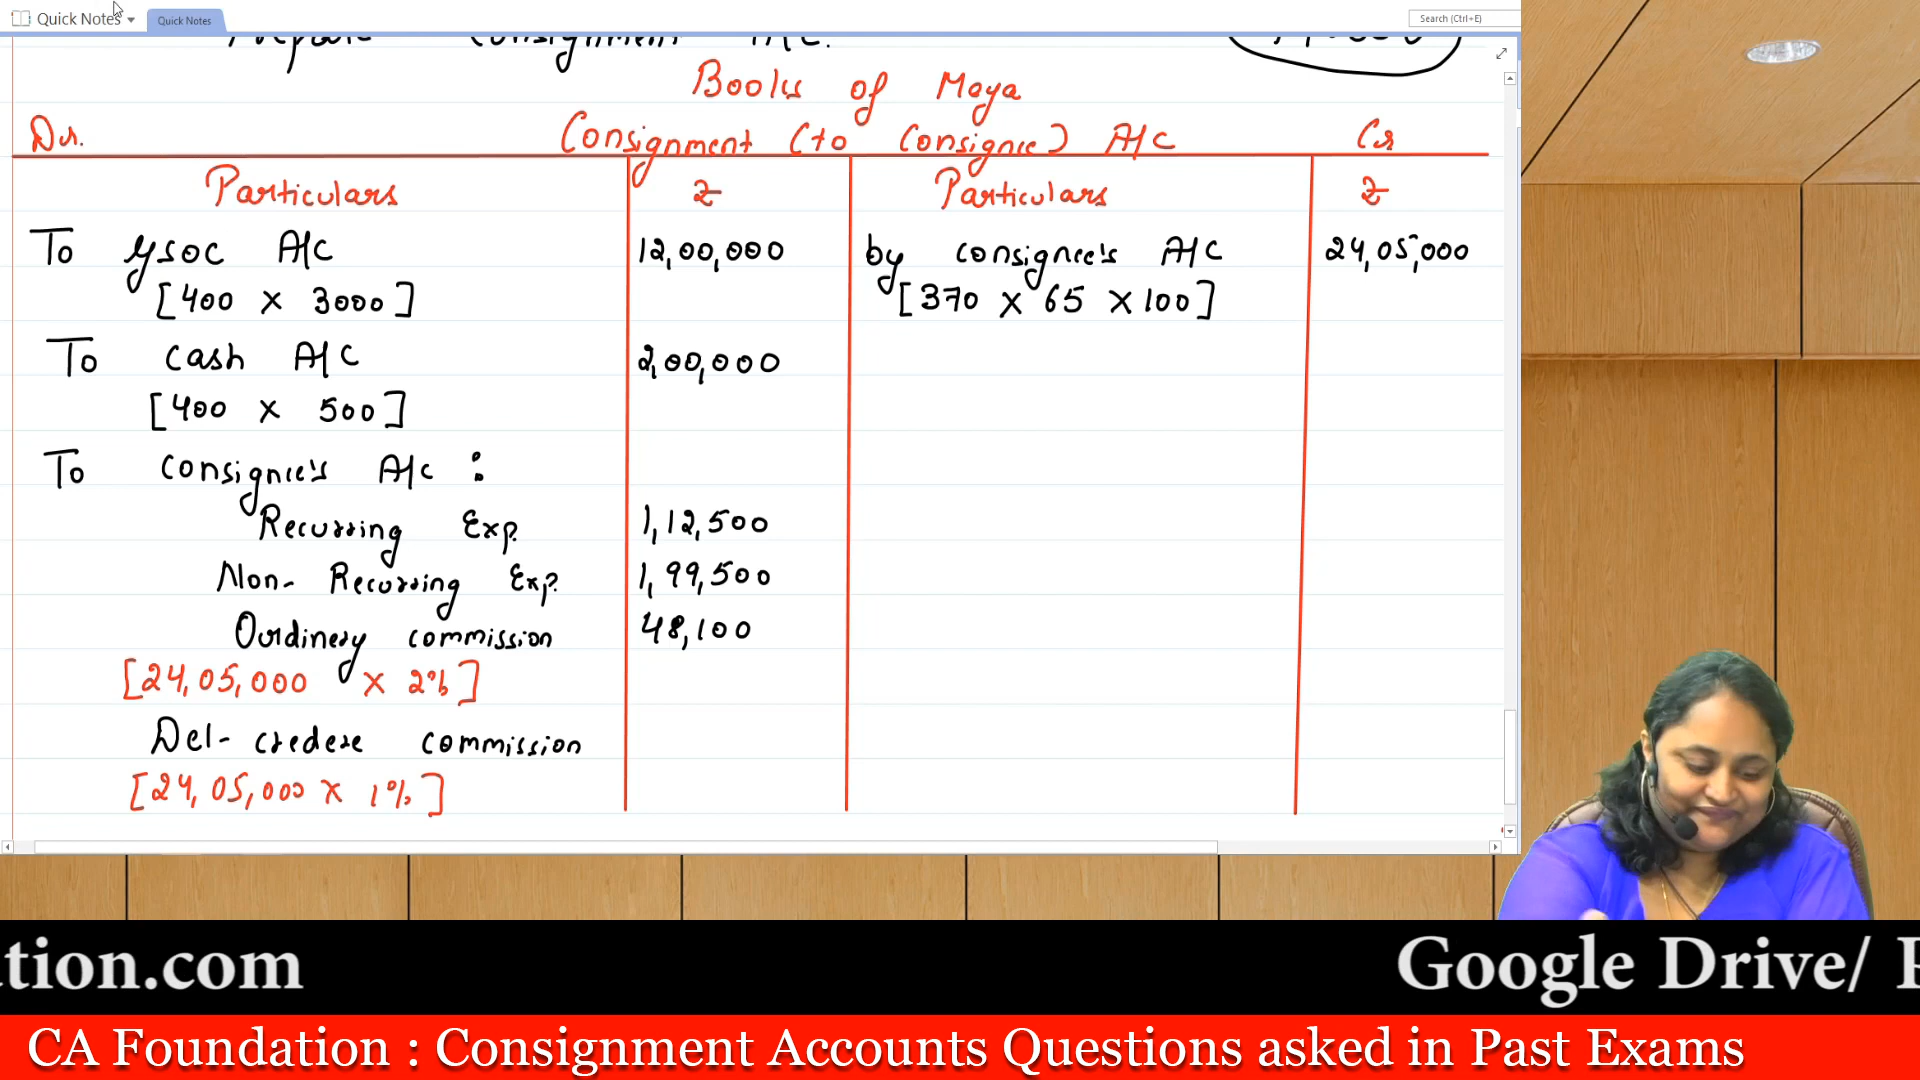 Quick Notes
Quick Notes
Search (Ctrl+E)
Consignment A/C.
Books of Maya
Dr. Consignment (to Consignee) A/C Cr
Particulars ₹ Particulars ₹
To GSOC A/C 12,00,000 by consignee's A/C 24,05,000
[400 x 3000] [370 x 65 x 100]
To cash A/C 2,00,000
[400 x 500]
To consignee's A/c :
Recurring Exp. 1,12,500
Non- Recurring Exp. 1,99,500
Ourdinery commission 48,100
[24,05,000 x 2%]
Del- credere commission
[24,05,000 x 1%]
ation.com Google Drive/
CA Foundation : Consignment Accounts Questions asked in Past Exams